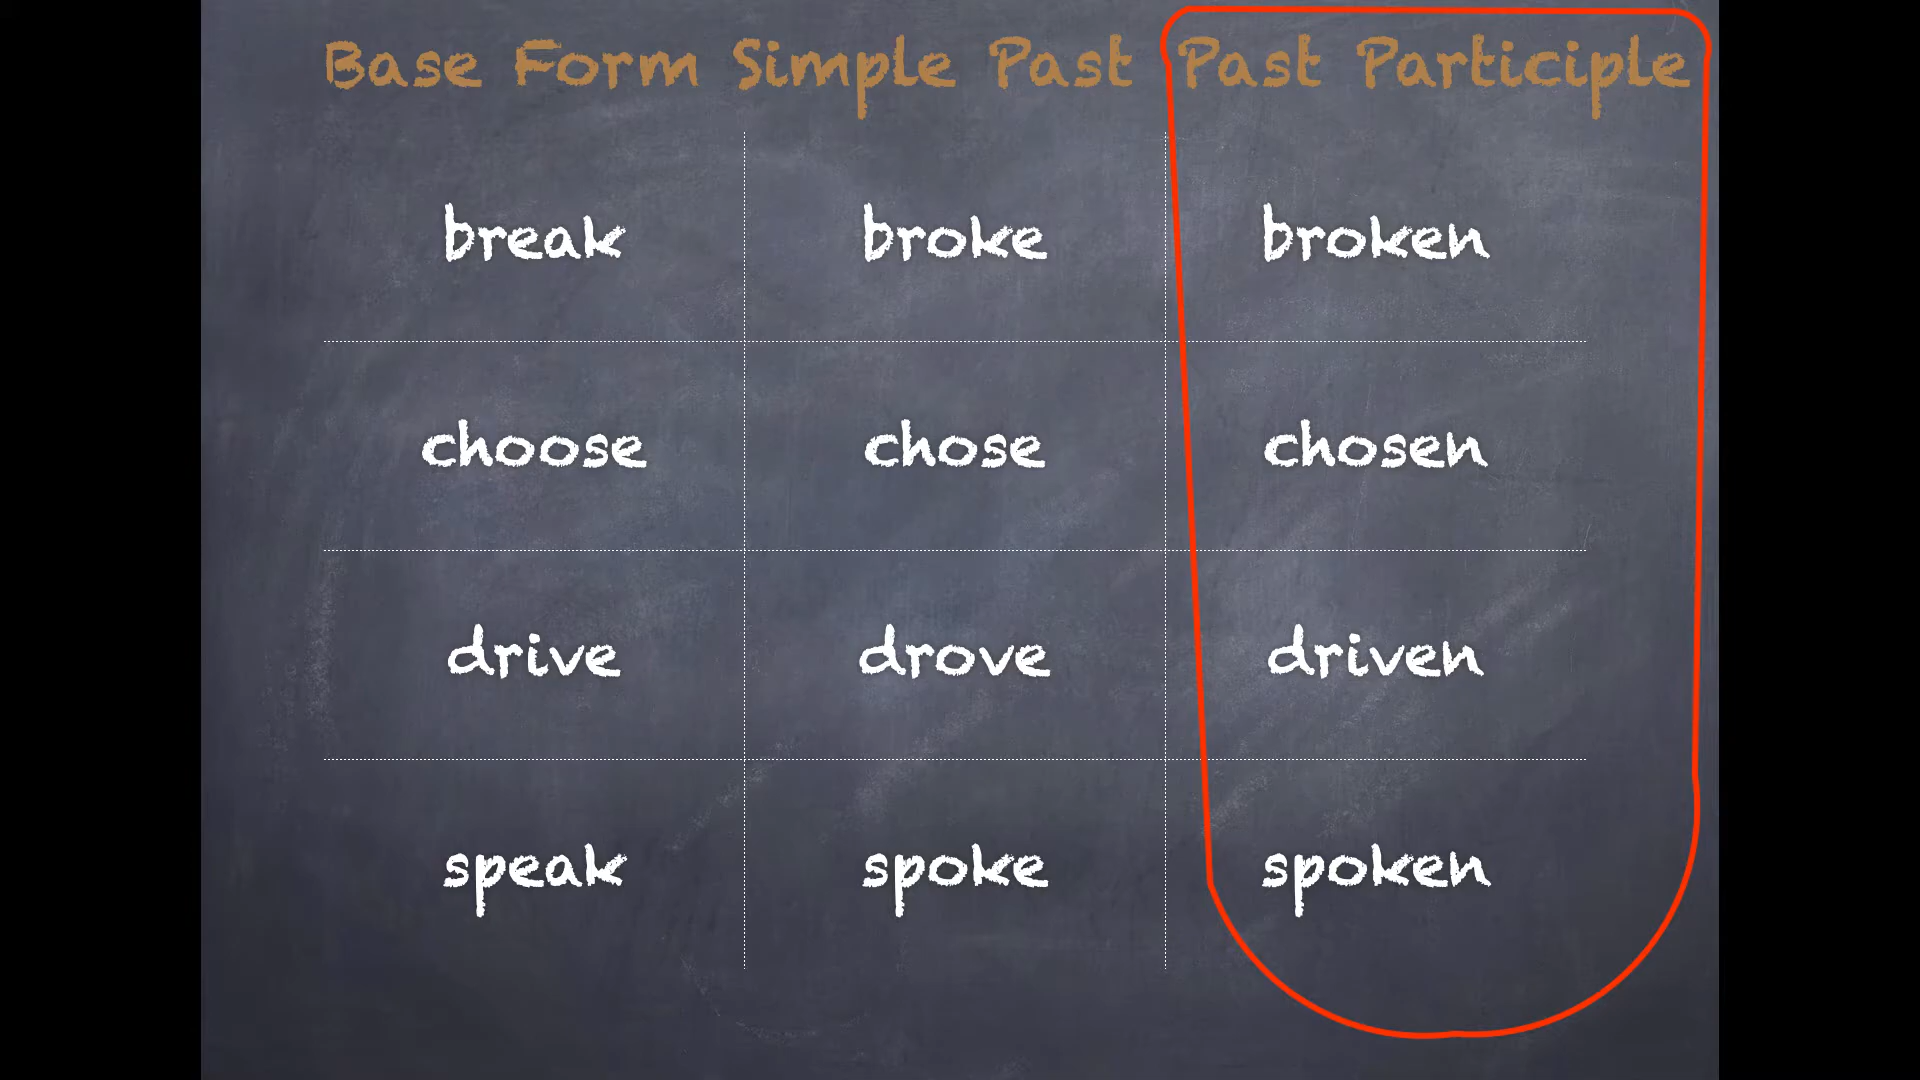 Base Form Simple Past Past Participle
break broke broken
choose chose chosen
drive drove driven
speak spoke spoken